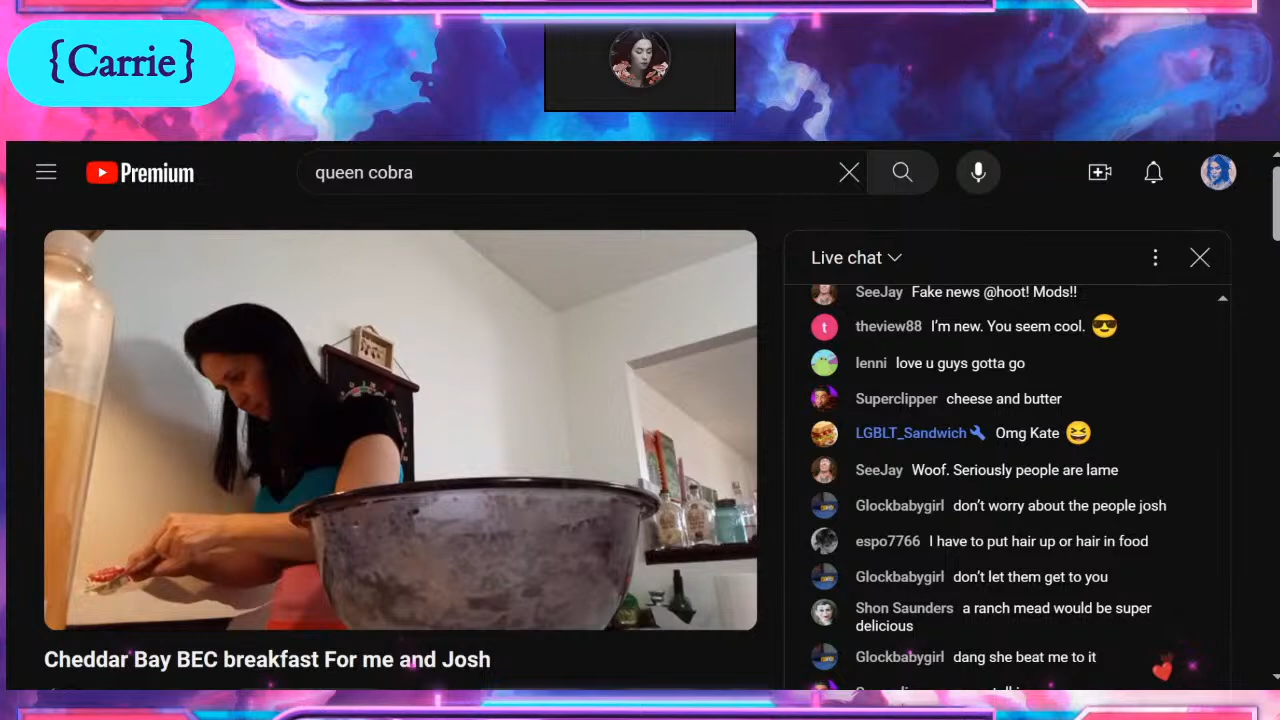 {Carrie}
Premium
queen cobra
Live chat
SeeJay Fake news @hoot! Mods!!
t theview88 I'm new. You seem cool.
lenni love u guys gotta go
Superclipper cheese and butter
LGBLT_Sandwich Omg Kate
SeeJay Woof. Seriously people are lame
Glockbabygirl don't worry about the people josh
espo7766 I have to put hair up or hair in food
Glockbabygirl don't let them get to you
Shon Saunders a ranch mead would be super
delicious
Glockbabygirl dang she beat me to it
Cheddar Bay BEC breakfast For me and Josh